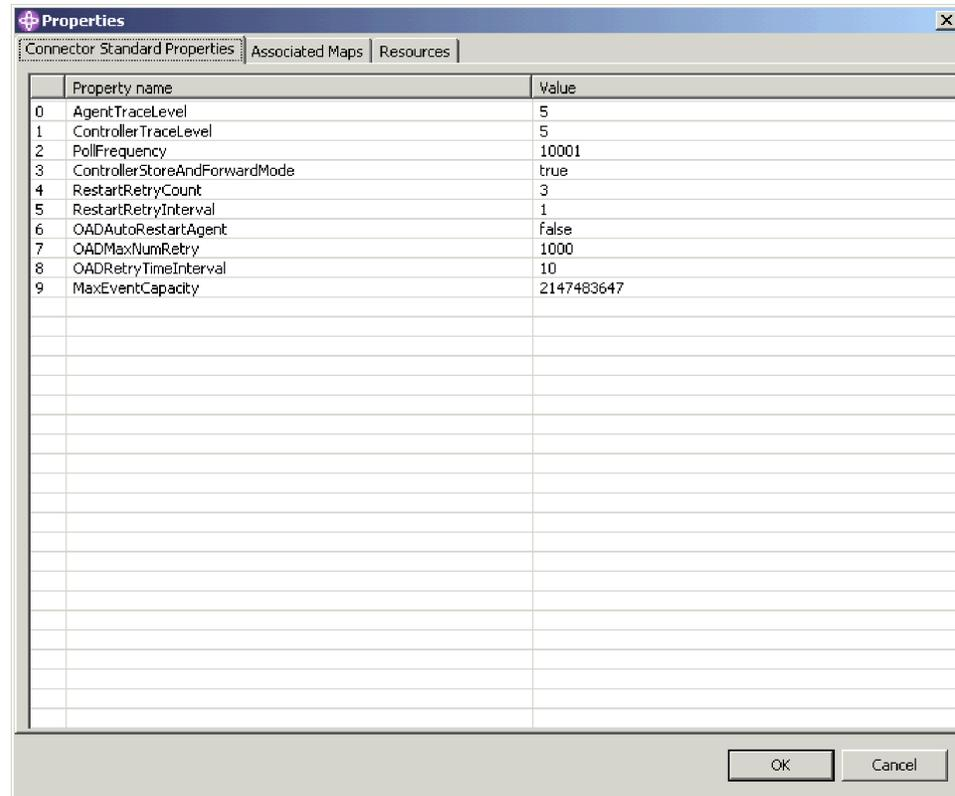 Properties
Connector Standard Properties Associated Maps Resources
Property name Value
0 AgentTraceLevel 5
1 ControllerTraceLevel 5
2 PollFrequency 10001
3 ControllerStoreAndForwardMode true
4 RestartRetryCount 3
5 RestartRetryInterval 1
6 OADAutoRestartAgent false
7 OADMaxNumRetry 1000
8 OADRetryTimeInterval 10
9 MaxEventCapacity 2147483647
OK Cancel